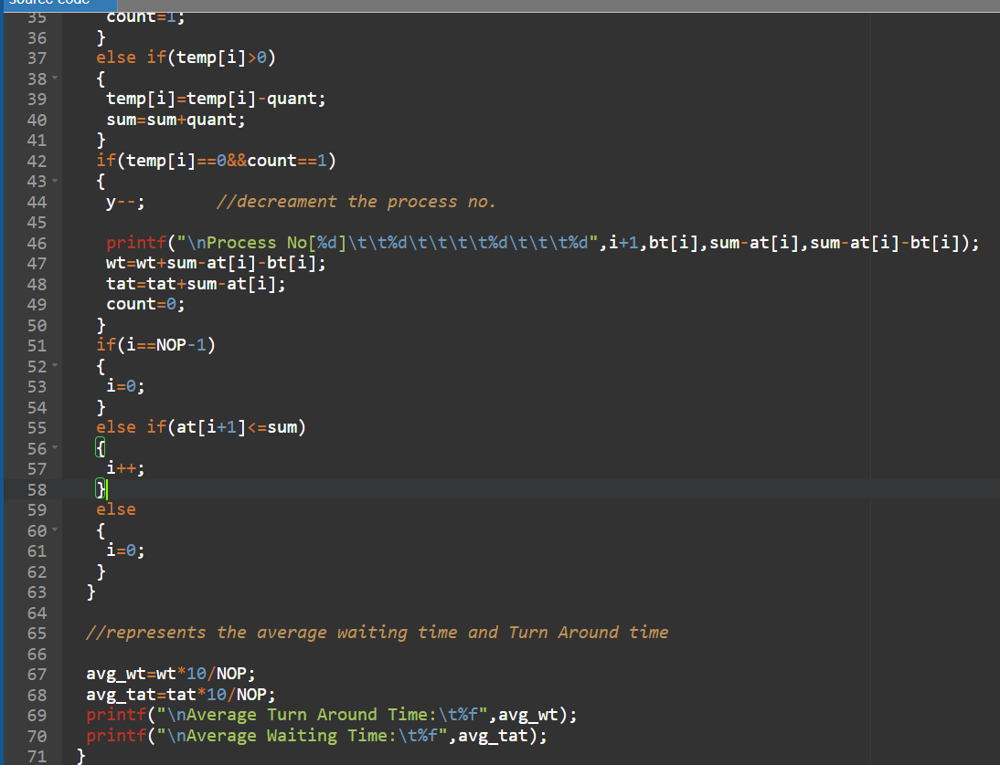 source code
35 count=1;
36 }
37 else if(temp[i]>0)
38 {
39 temp[i]=temp[i]-quant;
40 sum=sum+quant;
41 }
42 if(temp[i]==0&&count==1)
43 {
44 y--; //decreament the process no.
45
46 printf("\nProcess No[%d]\t\t%d\t\t\t\t%d\t\t\t%d",i+1,bt[i],sum-at[i],sum-at[i]-bt[i]);
47 wt=wt+sum-at[i]-bt[i];
48 tat=tat+sum-at[i];
49 count=0;
50 }
51 if(i==NOP-1)
52 {
53 i=0;
54 }
55 else if(at[i+1]<=sum)
56 {
57 i++;
58 }
59 else
60 {
61 i=0;
62 }
63 }
64
65 //represents the average waiting time and Turn Around time
66
67 avg_wt=wt*10/NOP;
68 avg_tat=tat*10/NOP;
69 printf("\nAverage Turn Around Time:\t%f",avg_wt);
70 printf("\nAverage Waiting Time:\t%f",avg_tat);
71 }